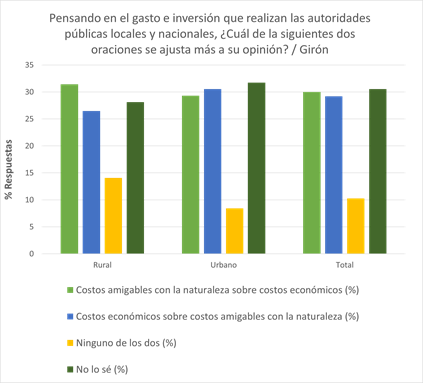 Pensando en el gasto e inversión que realizan las autoridades
públicas locales y nacionales, ¿Cuál de la siguientes dos
oraciones se ajusta más a su opinión? / Girón
% Respuestas
35
30
25
20
15
10
5
0
Rural Urbano Total
Costos amigables con la naturaleza sobre costos económicos (%)
Costos económicos sobre costos amigables con la naturaleza (%)
Ninguno de los dos (%)
No lo sé (%)